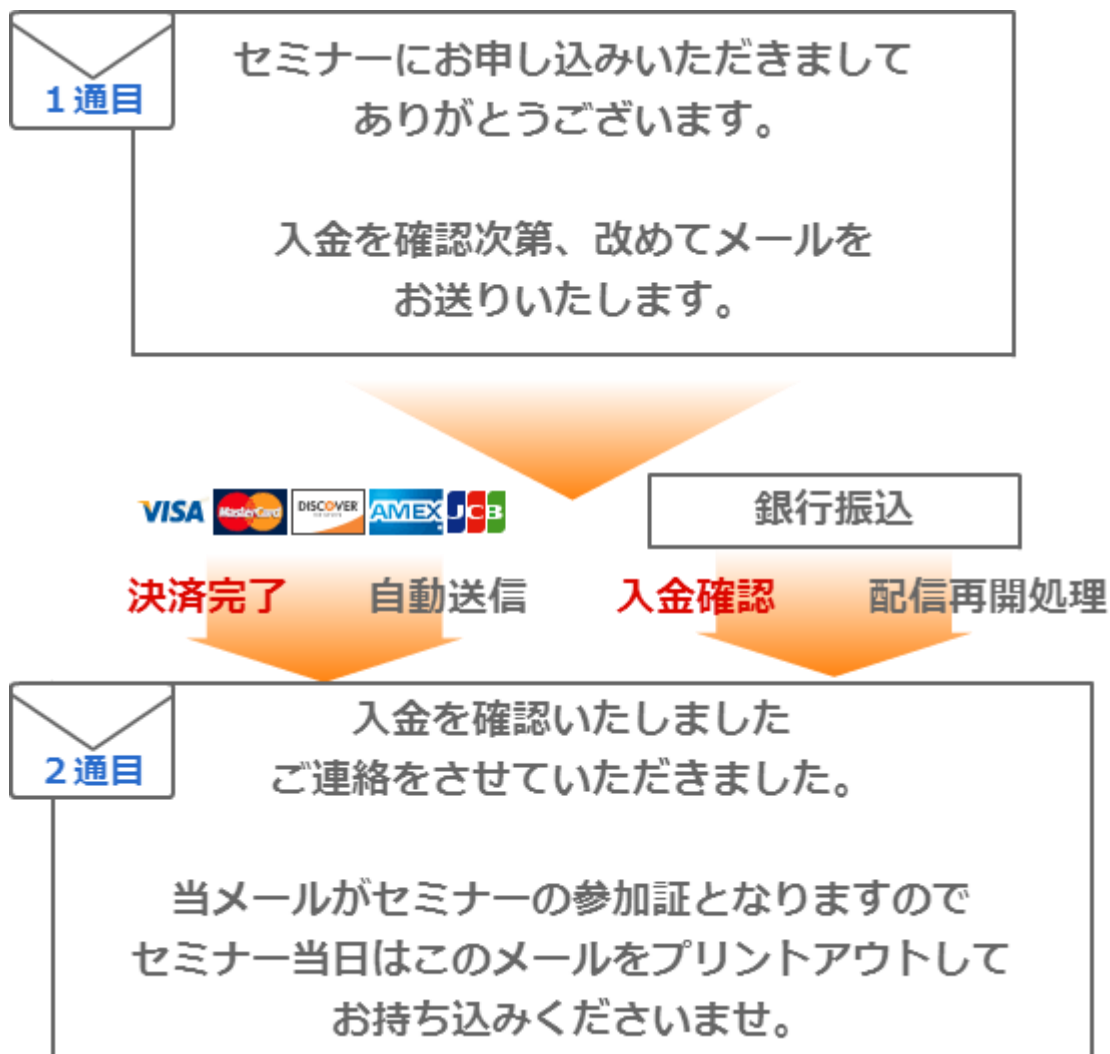 1通目
セミナーにお申し込みいただきまして
ありがとうございます。
入金を確認次第、改めてメールを
お送りいたします。
VISA MasterCard DISCOVER AMEX JCB
銀行振込
決済完了 自動送信
入金確認 配信再開処理
2通目
入金を確認いたしました
ご連絡をさせていただきました。
当メールがセミナーの参加証となりますので
セミナー当日はこのメールをプリントアウトして
お持ち込みくださいませ。